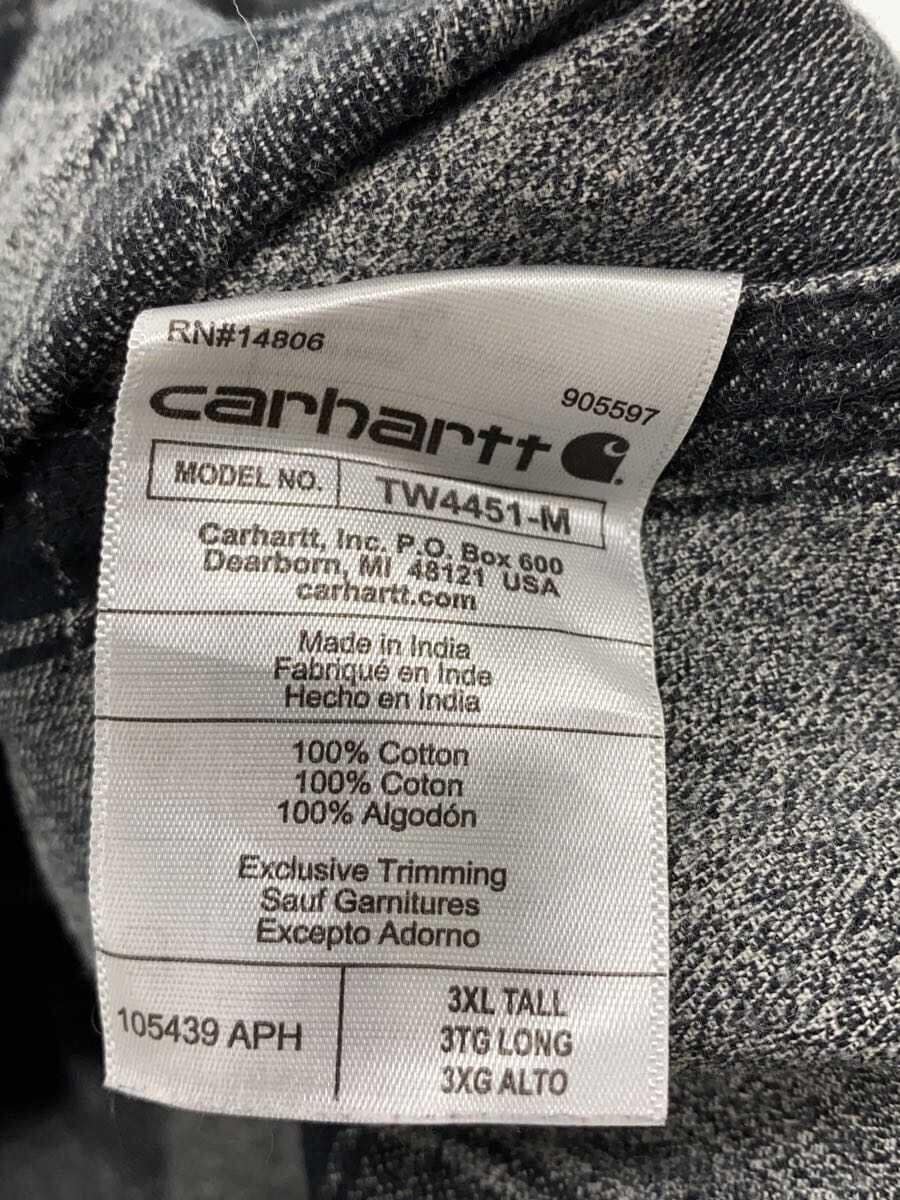 RN#14806
905597
carhartt
MODEL NO. TW4451-M
Carhartt, Inc. P.O. Box 600
Dearborn, MI 48121 USA
carhartt.com
Made in India
Fabriqué en Inde
Hecho en India
100% Cotton
100% Coton
100% Algodón
Exclusive Trimming
Sauf Garnitures
Excepto Adorno
105439 APH
3XL TALL
3TG LONG
3XG ALTO